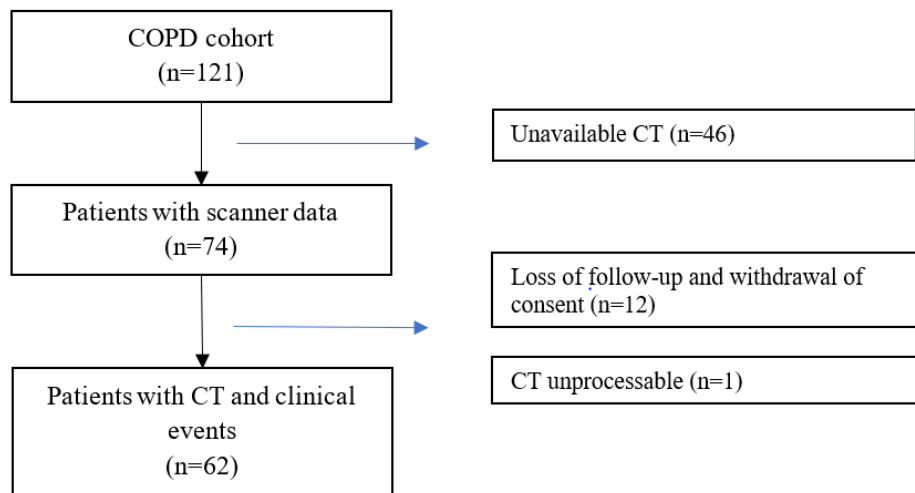 COPD cohort
(n=121)
Unavailable CT (n=46)
Patients with scanner data
(n=74)
Loss of follow-up and withdrawal of
consent (n=12)
CT unprocessable (n=1)
Patients with CT and clinical
events
(n=62)